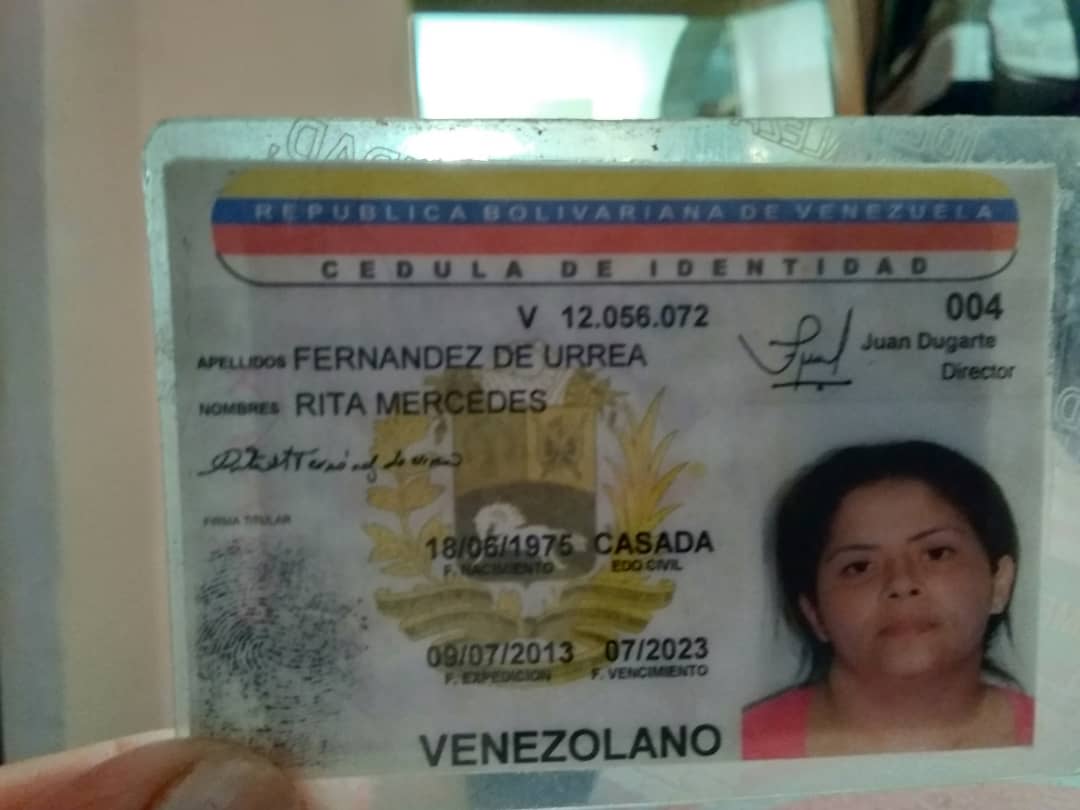 REPUBLICA BOLIVARIANA DE VENEZUELA
CEDULA DE IDENTIDAD
V 12.056.072
004
Juan Dugarte
Director
APELLIDOS FERNANDEZ DE URREA
NOMBRES RITA MERCEDES
FIRMA TITULAR
18/06/1975 CASADA
F. NACIMIENTO EDO CIVIL
09/07/2013 07/2023
F. EXPEDICION F. VENCIMIENTO
VENEZOLANO